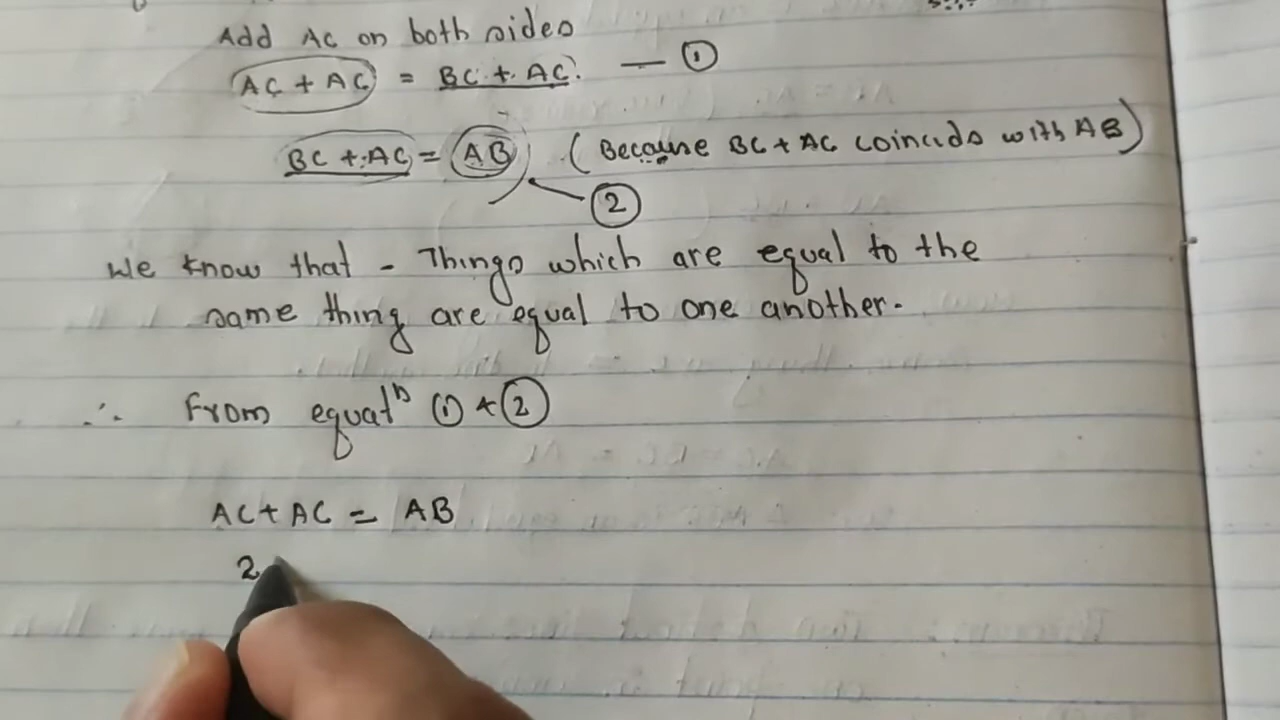 Add AC on both sides
AC + AC = BC + AC. — ①
BC + AC = AB (Because BC + AC coincids with AB)
②
We know that - Things which are equal to the
same thing are equal to one another.
∴ From equatⁿ ① & ②
AC + AC = AB
2